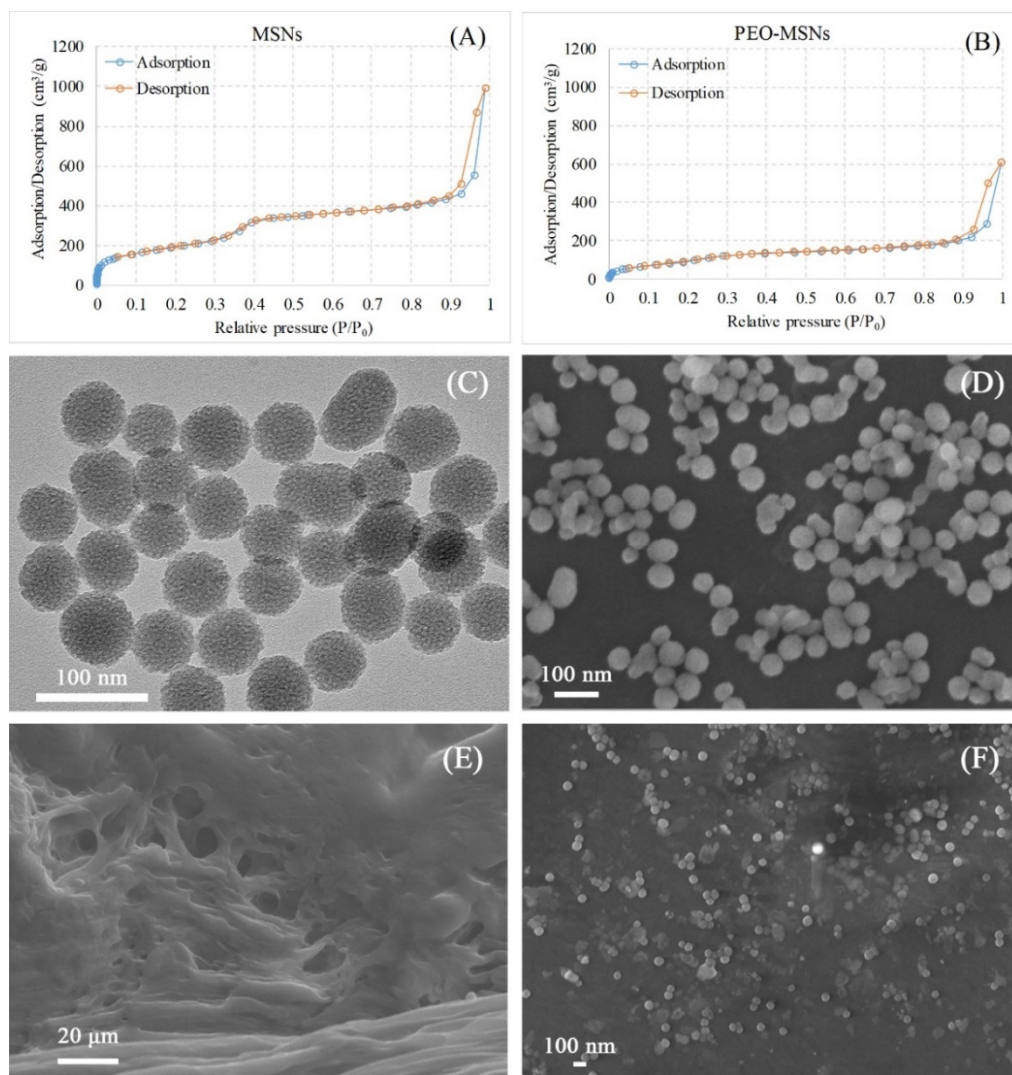 MSNs
(A)
1200
1000
800
600
400
200
0
Adsorption/Desorption (cm³/g)
Adsorption
Desorption
0 0.1 0.2 0.3 0.4 0.5 0.6 0.7 0.8 0.9 1
Relative pressure (P/P₀)
PEO-MSNs
(B)
1200
1000
800
600
400
200
0
Adsorption/Desorption (cm³/g)
Adsorption
Desorption
0 0.1 0.2 0.3 0.4 0.5 0.6 0.7 0.8 0.9 1
Relative pressure (P/P₀)
(C)
100 nm
(D)
100 nm
(E)
20 µm
(F)
100 nm